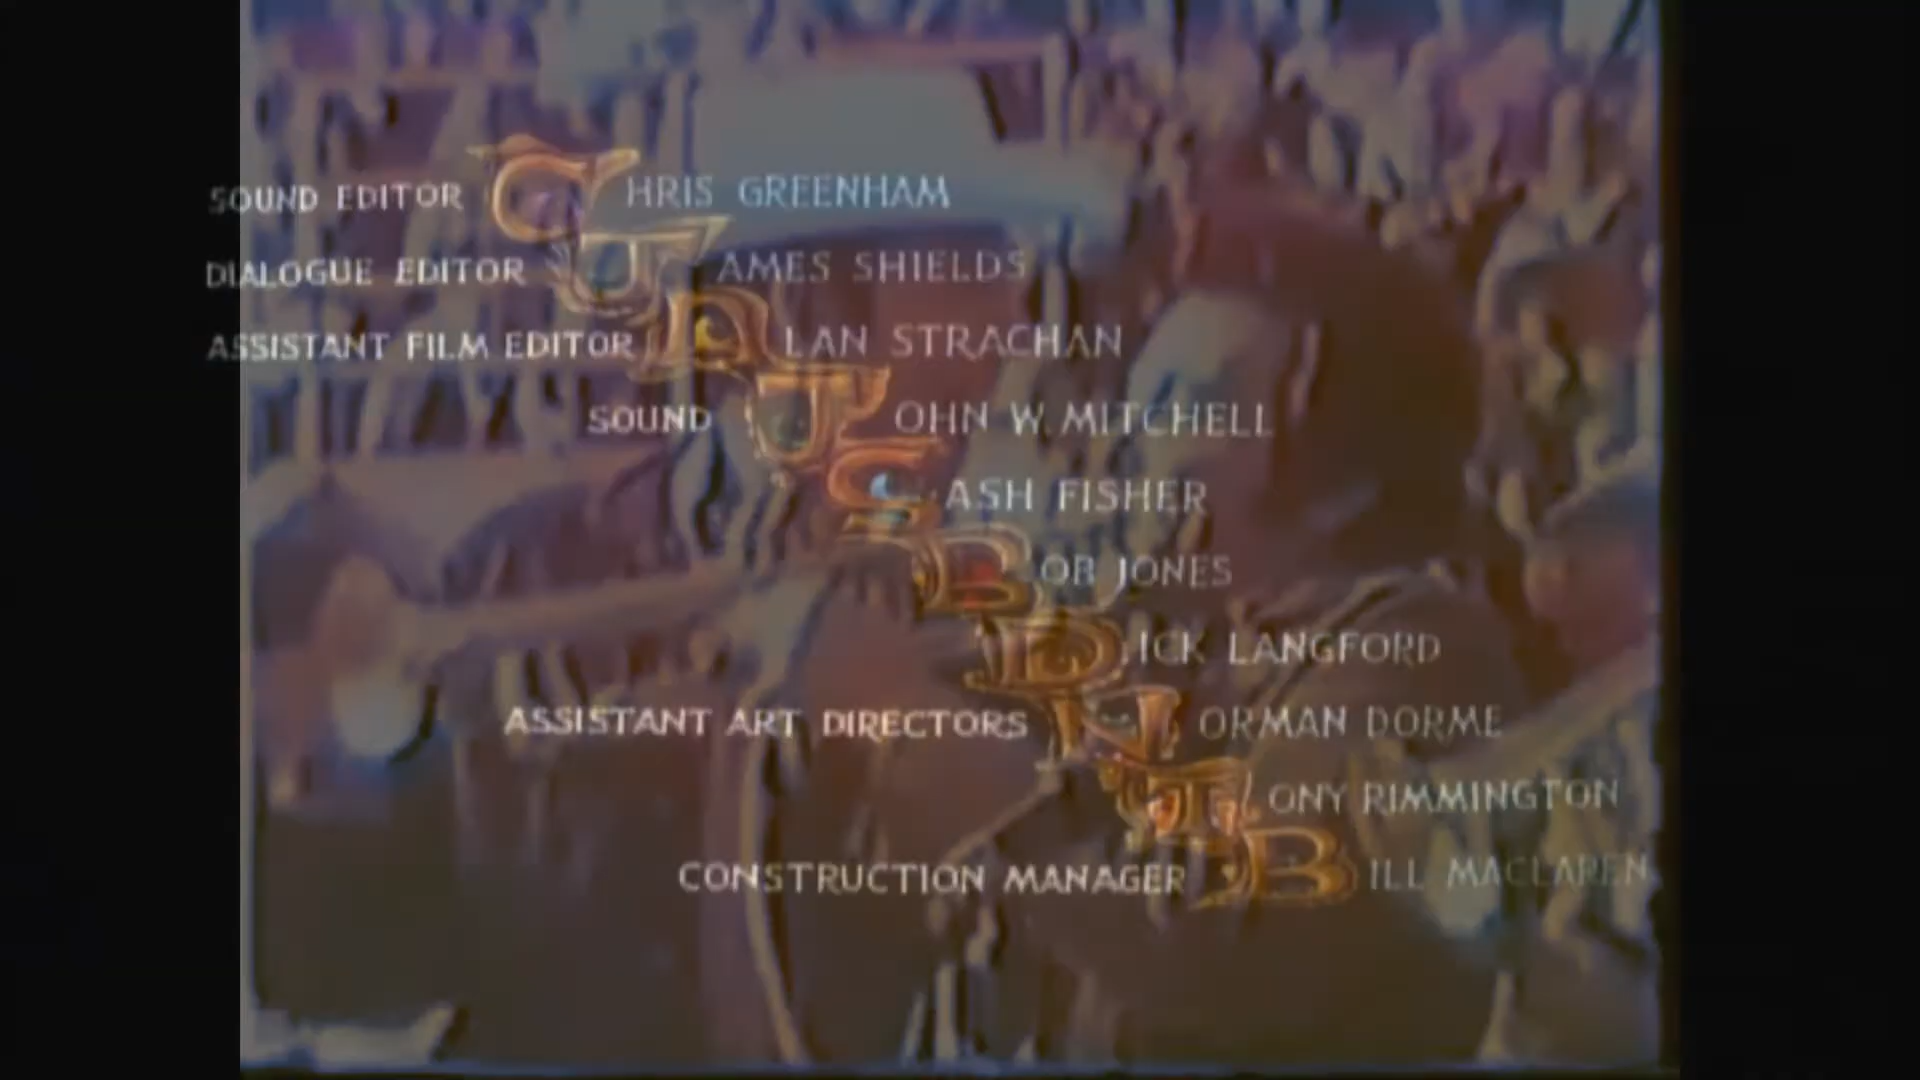 SOUND EDITOR CHRIS GREENHAM
DIALOGUE EDITOR JAMES SHIELDS
ASSISTANT FILM EDITOR ALAN STRACHAN
SOUND JOHN W. MITCHELL
SASH FISHER
BOB JONES
ASSISTANT ART DIRECTORS DICK LANGFORD
NORMAN DORME
TONY RIMMINGTON
CONSTRUCTION MANAGER BILL MACLAREN